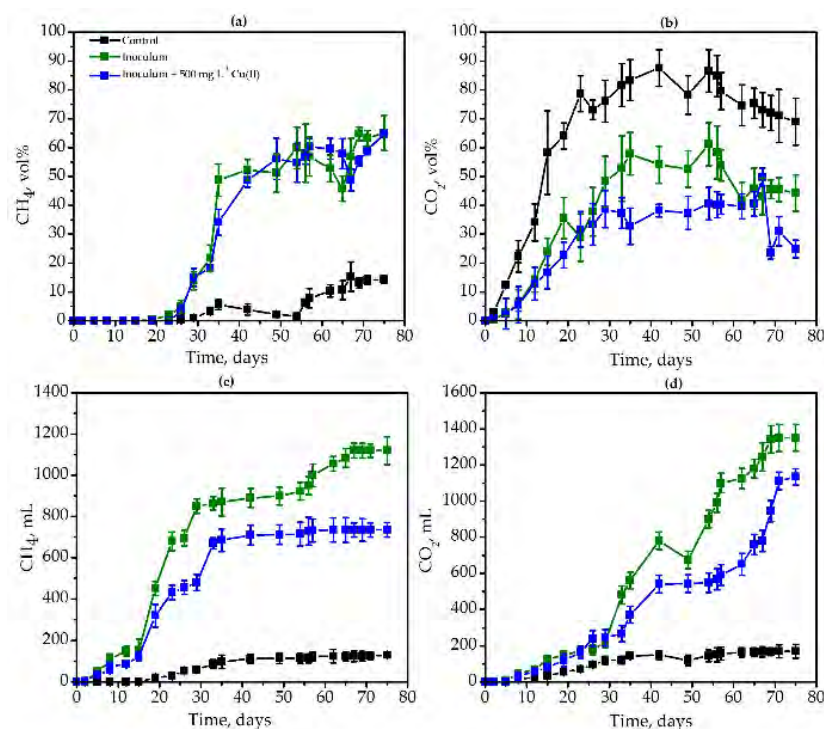 (a)
Control
Inoculum
Inoculum + 500 mg L⁻¹ Cu(II)
CH₄, vol%
100
90
80
70
60
50
40
30
20
10
0
0 10 20 30 40 50 60 70 80
Time, days
(b)
CO₂, vol%
100
90
80
70
60
50
40
30
20
10
0
0 10 20 30 40 50 60 70 80
Time, days
(c)
CH₄, mL
1400
1200
1000
800
600
400
200
0
0 10 20 30 40 50 60 70 80
Time, days
(d)
CO₂, mL
1600
1400
1200
1000
800
600
400
200
0
0 10 20 30 40 50 60 70 80
Time, days